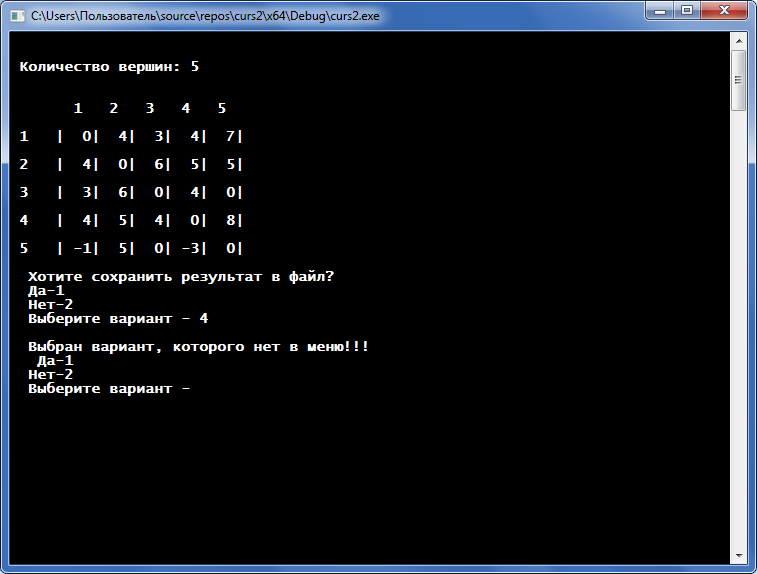 C:\Users\Пользователь\source\repos\curs2\x64\Debug\curs2.exe
Количество вершин: 5
1 2 3 4 5
1 | 0| 4| 3| 4| 7|
2 | 4| 0| 6| 5| 5|
3 | 3| 6| 0| 4| 0|
4 | 4| 5| 4| 0| 8|
5 | -1| 5| 0| -3| 0|
Хотите сохранить результат в файл?
Да-1
Нет-2
Выберите вариант - 4
Выбран вариант, которого нет в меню!!!
Да-1
Нет-2
Выберите вариант -